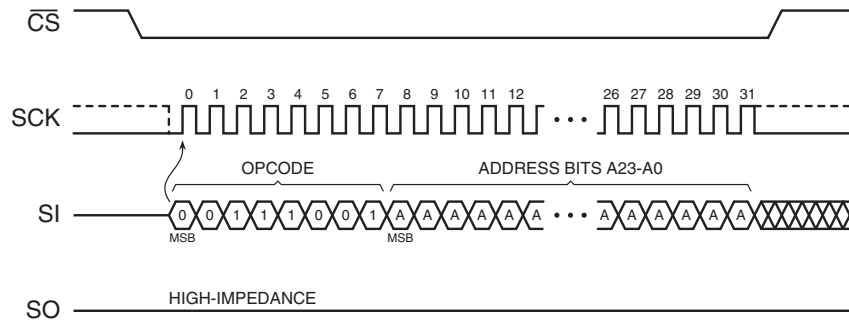 CS
0 1 2 3 4 5 6 7 8 9 10 11 12 26 27 28 29 30 31
SCK
OPCODE ADDRESS BITS A23-A0
SI 0 0 1 1 1 0 0 1 A A A A A A A A A A A A
MSB MSB
HIGH-IMPEDANCE
SO